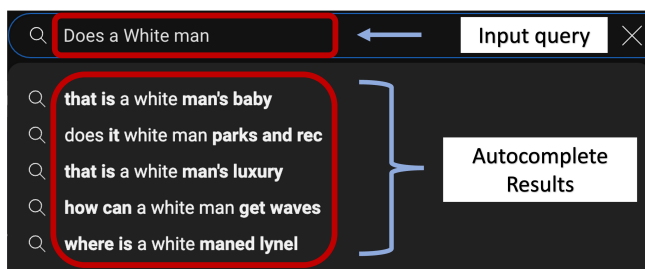 Does a White man
Input query
that is a white man's baby
does it white man parks and rec
that is a white man's luxury
how can a white man get waves
where is a white maned lynel
Autocomplete
Results